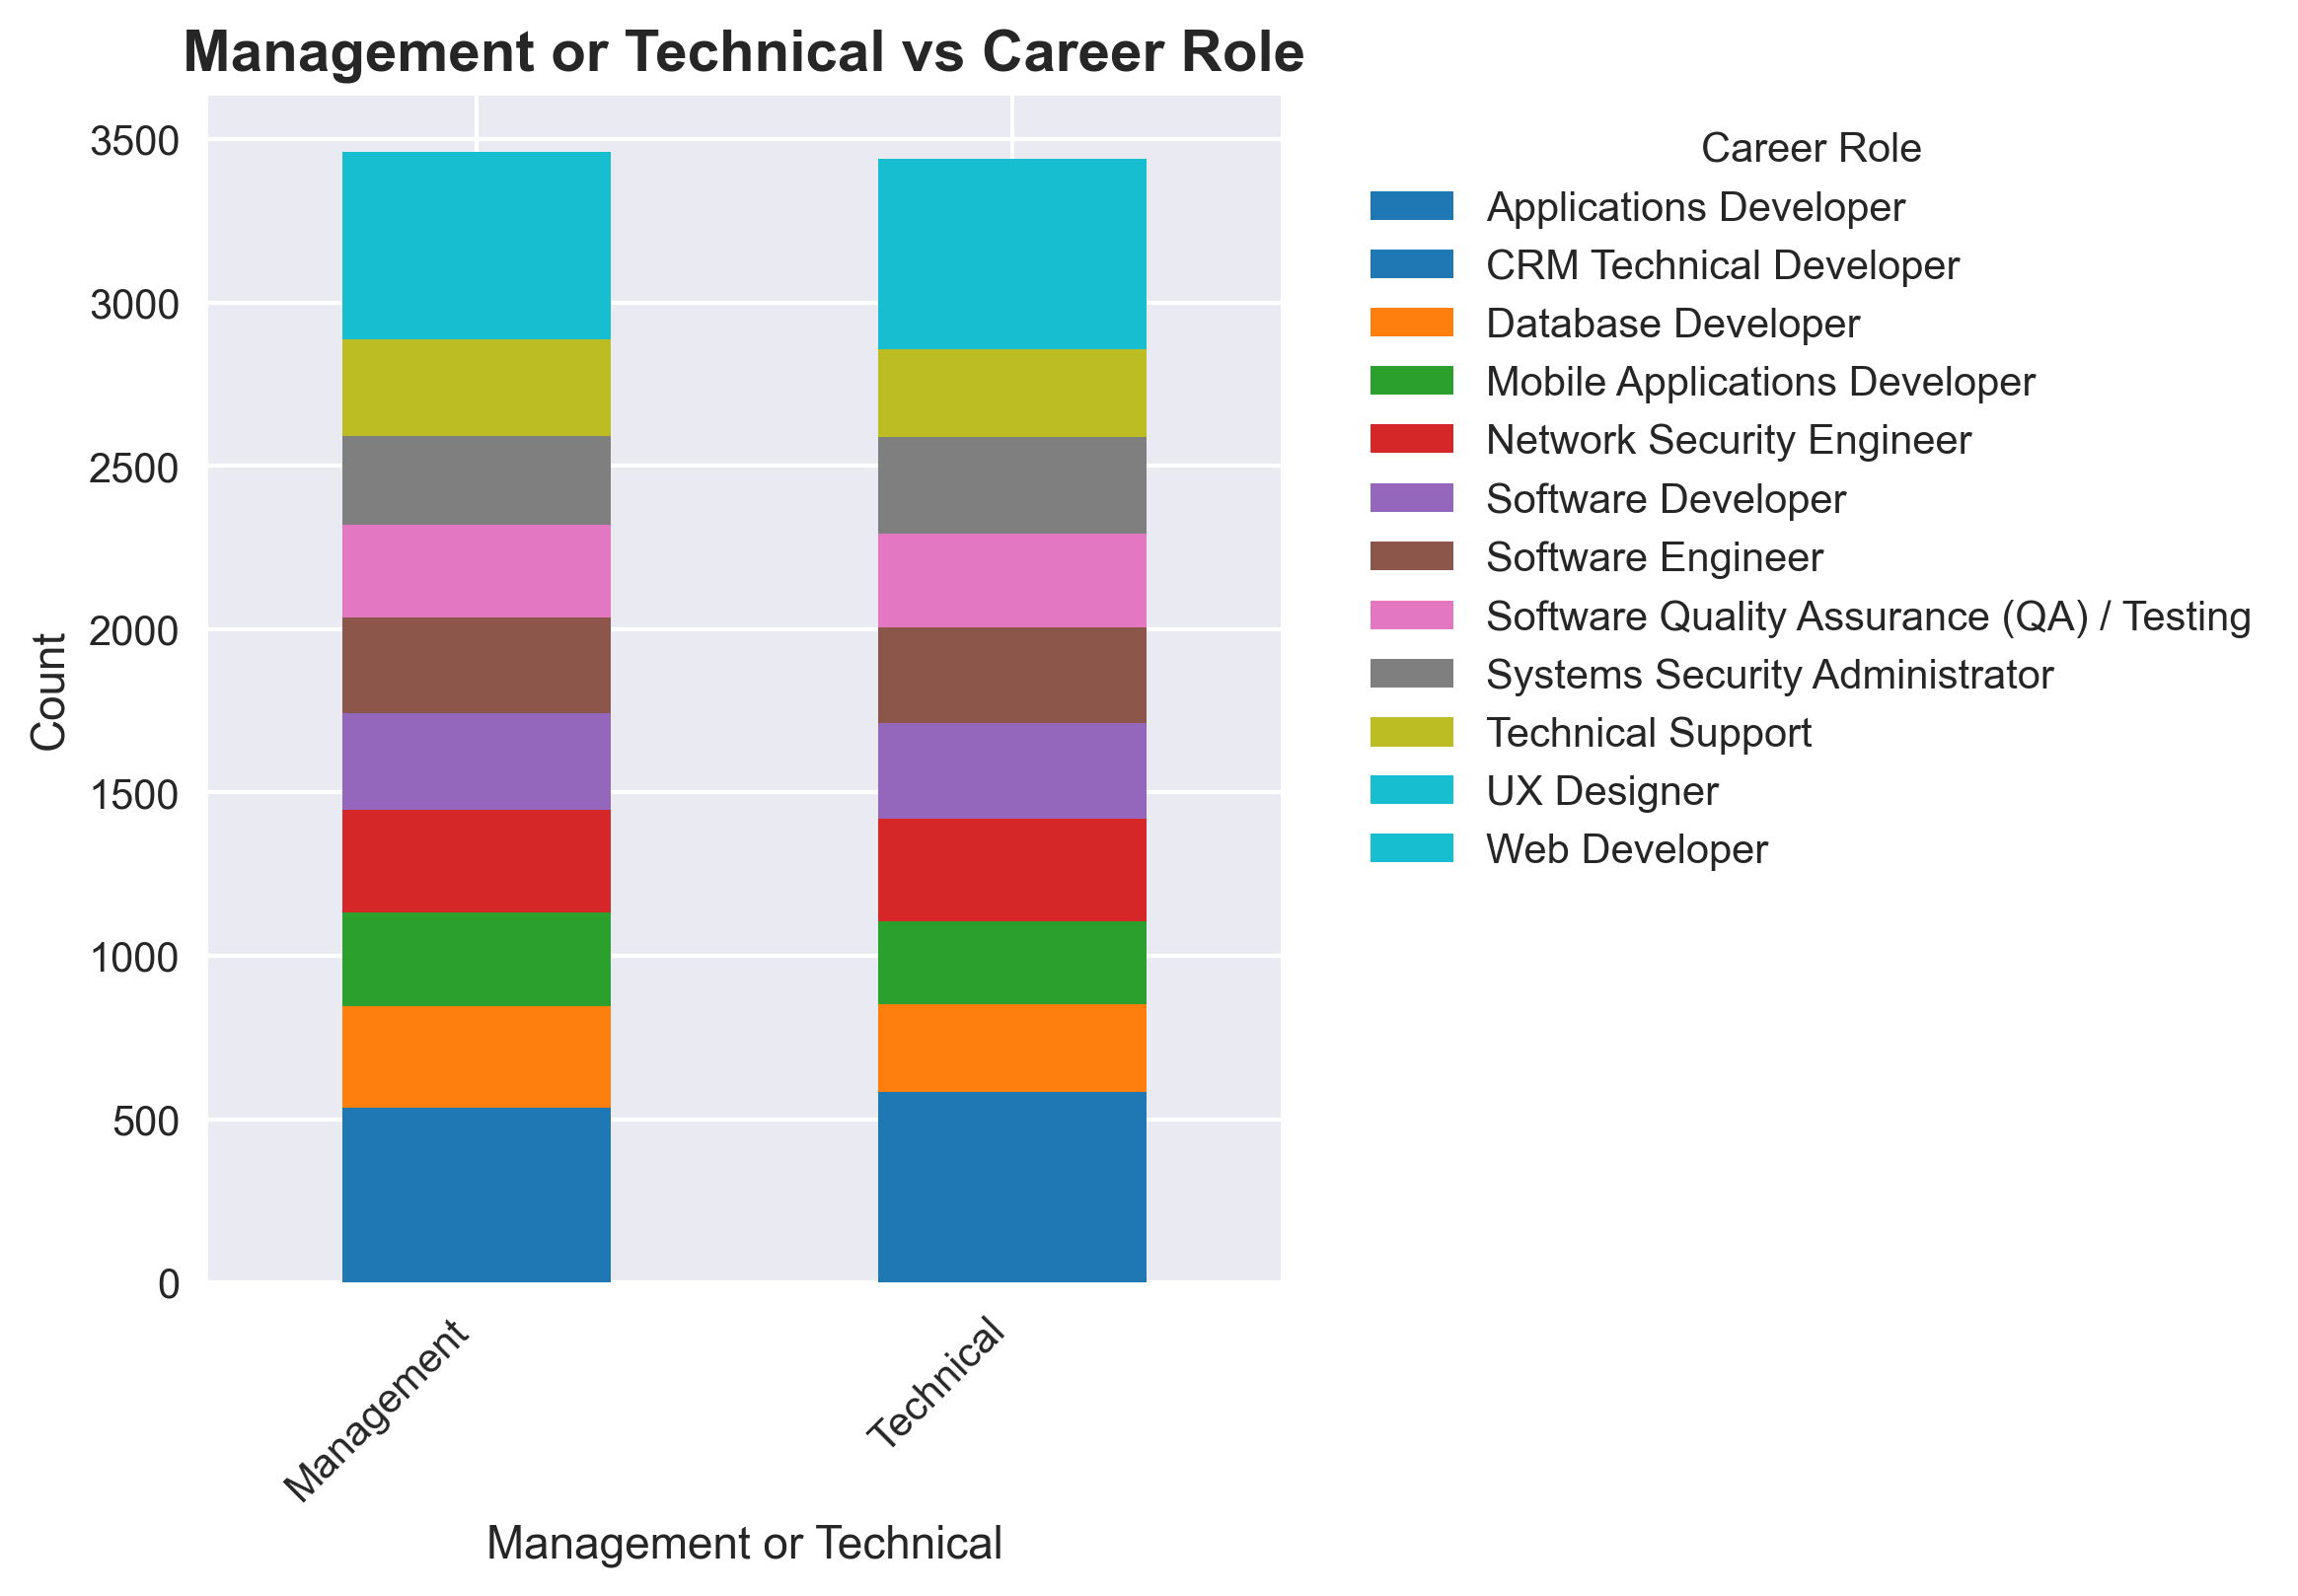 Management or Technical vs Career Role
3500
3000
2500
2000
1500
1000
500
0
Count
Management
Technical
Management or Technical
Career Role
Applications Developer
CRM Technical Developer
Database Developer
Mobile Applications Developer
Network Security Engineer
Software Developer
Software Engineer
Software Quality Assurance (QA) / Testing
Systems Security Administrator
Technical Support
UX Designer
Web Developer